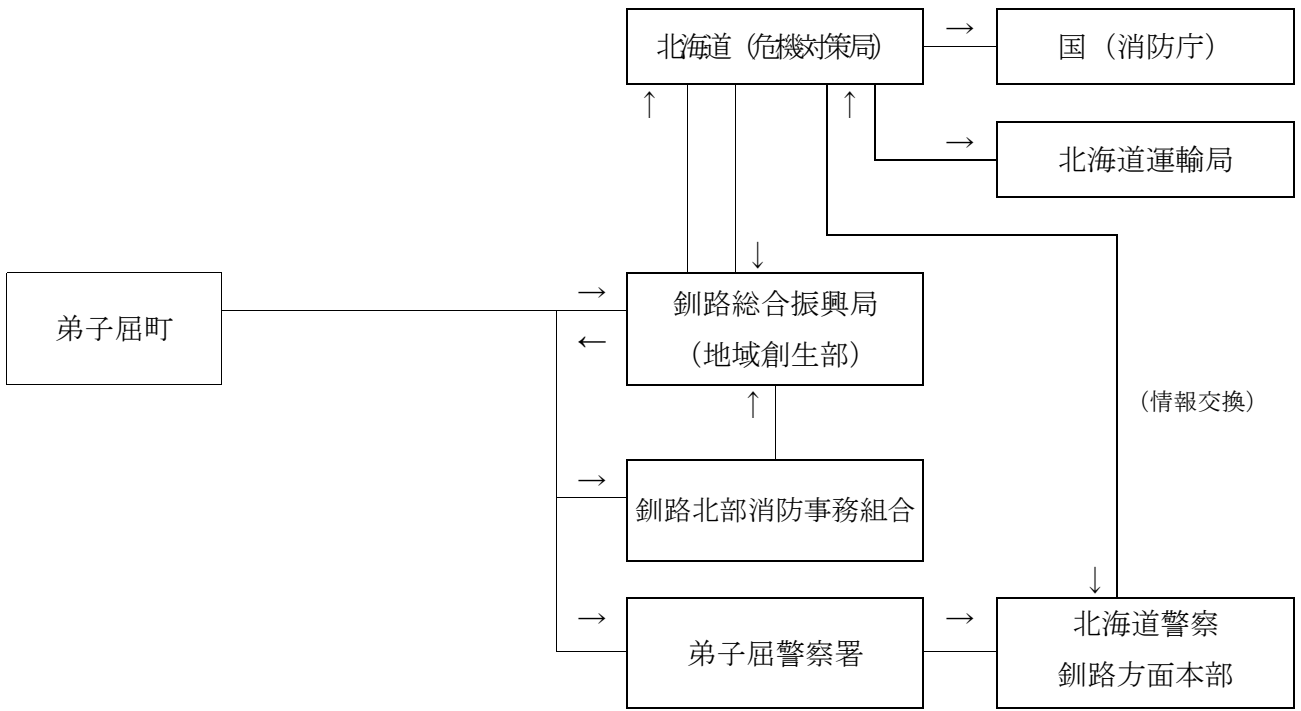 北海道（危機対策局）
国（消防庁）
北海道運輸局
弟子屈町
釧路総合振興局
（地域創生部）
（情報交換）
釧路北部消防事務組合
弟子屈警察署
北海道警察
釧路方面本部